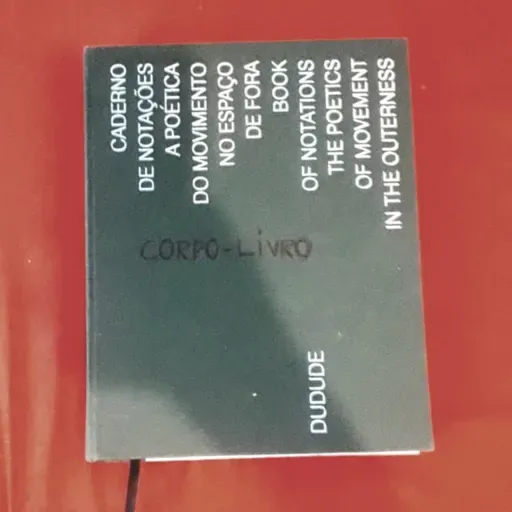 CADERNO
DE NOTAÇÕES
A POÉTICA
DO MOVIMENTO
NO ESPAÇO
DE FORA
BOOK
OF NOTATIONS
THE POETICS
OF MOVEMENT
IN THE OUTERNESS
DUDUDE
CORPO-LiVRO